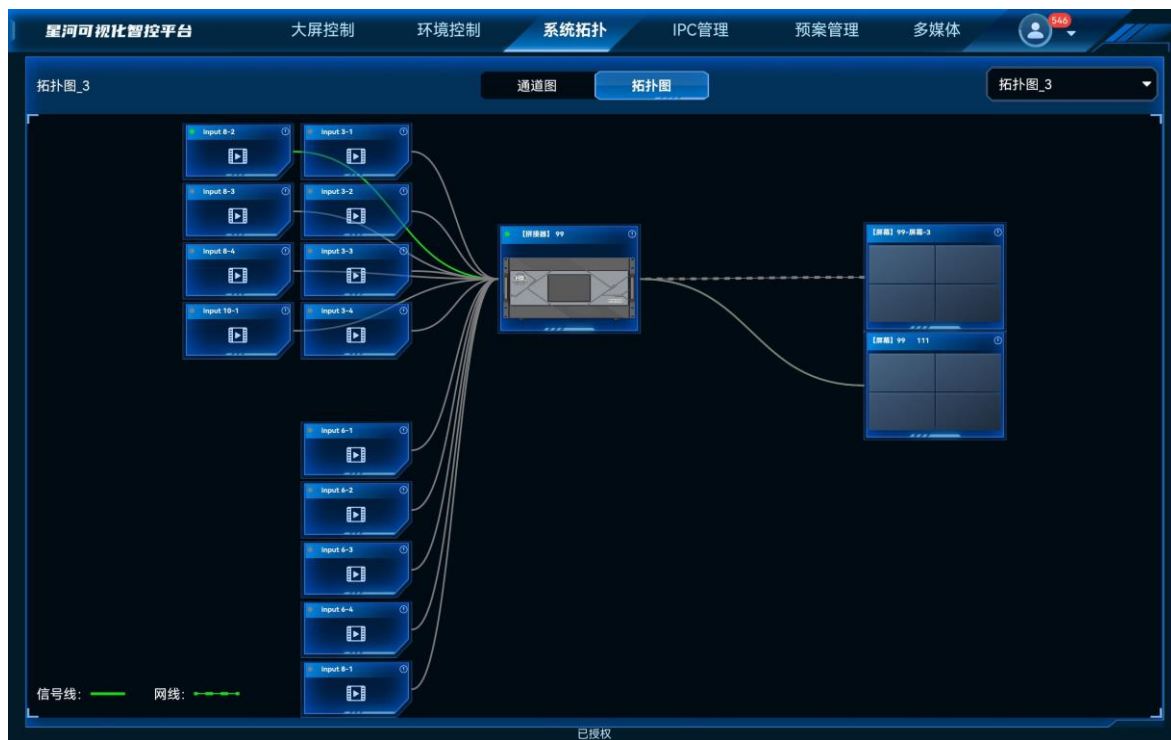 星河可视化智控平台
大屏控制
环境控制
系统拓扑
IPC管理
预案管理
多媒体
546
拓扑图_3
通道图
拓扑图
拓扑图_3
Input 8-2
Input 3-1
Input 8-3
Input 3-2
Input 8-4
Input 3-3
Input 10-1
Input 3-4
【拼接器】 99
【屏幕】 99-屏幕-3
【屏幕】 99 111
Input 6-1
Input 6-2
Input 6-3
Input 6-4
Input 8-1
信号线:
网线:
已授权